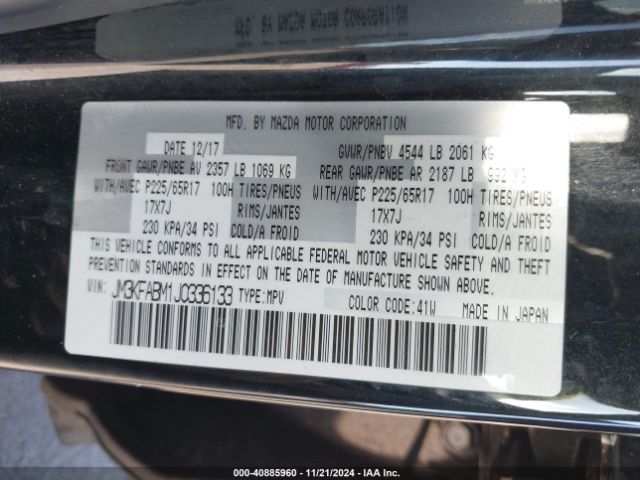 MFD. BY MAZDA MOTOR CORPORATION
MFD. BY MAZDA MOTOR CORPORATION
DATE 12/17 GVWR/PNBV 4544 LB 2061 KG
FRONT GAWR/PNBE AV 2357 LB 1069 KG REAR GAWR/PNBE AR 2187 LB 992 KG
WITH/AVEC P225/65R17 100H TIRES/PNEUS WITH/AVEC P225/65R17 100H TIRES/PNEUS
17X7J RIMS/JANTES 17X7J RIMS/JANTES
230 KPA/34 PSI COLD/A FROID 230 KPA/34 PSI COLD/A FROID
THIS VEHICLE CONFORMS TO ALL APPLICABLE FEDERAL MOTOR VEHICLE SAFETY AND THEFT
PREVENTION STANDARDS IN EFFECT ON THE DATE OF MANUFACTURE SHOWN ABOVE.
VIN: JM3KFABM1J0336133 TYPE:MPV COLOR CODE:41W MADE IN JAPAN
000-40885960 - 11/21/2024 - IAA Inc.